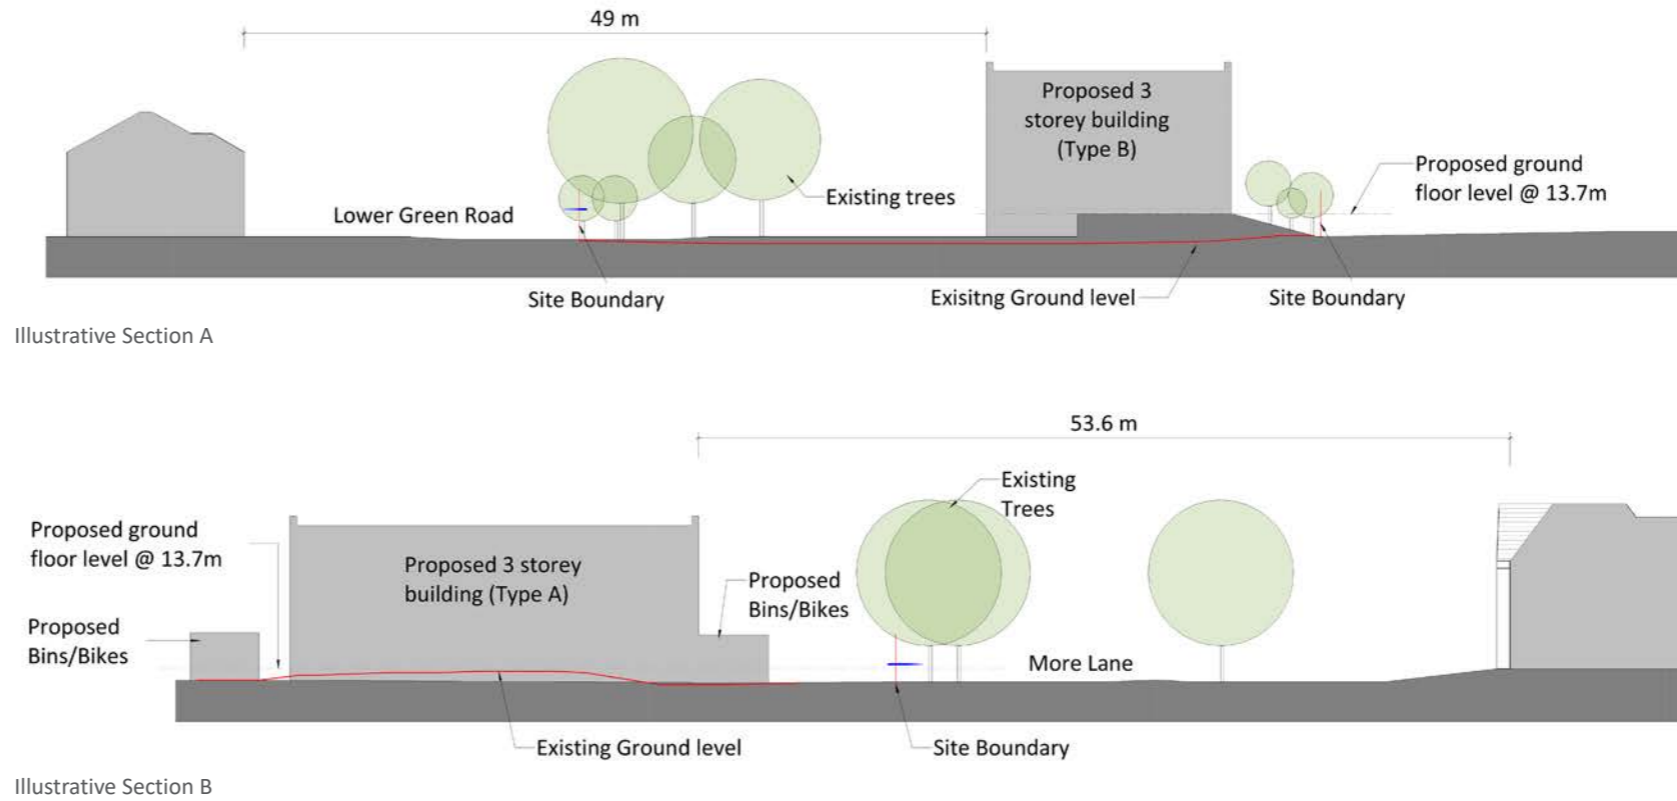 49 m
Proposed 3
storey building
(Type B)
Proposed ground
floor level @ 13.7m
Existing trees
Lower Green Road
Site Boundary
Exisitng Ground level
Site Boundary
Illustrative Section A
53.6 m
Existing
Trees
Proposed ground
floor level @ 13.7m
Proposed 3 storey
building (Type A)
Proposed
Bins/Bikes
Proposed
Bins/Bikes
More Lane
Existing Ground level
Site Boundary
Illustrative Section B